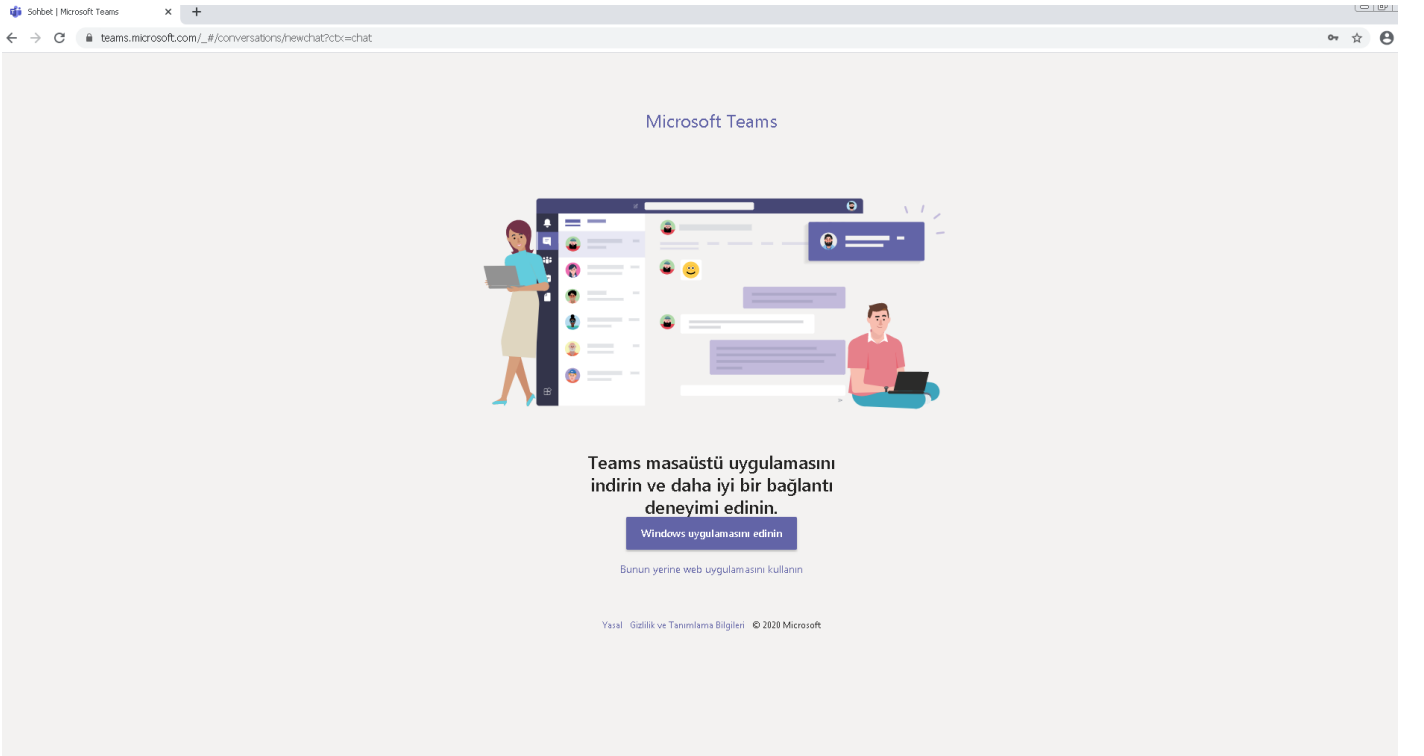 Sohbet | Microsoft Teams
teams.microsoft.com/_#/conversations/newchat?ctx=chat
Microsoft Teams
Teams masaüstü uygulamasını
indirin ve daha iyi bir bağlantı
deneyimi edinin.
Windows uygulamasını edinin
Bunun yerine web uygulamasını kullanın
Yasal Gizlilik ve Tanımlama Bilgileri © 2020 Microsoft